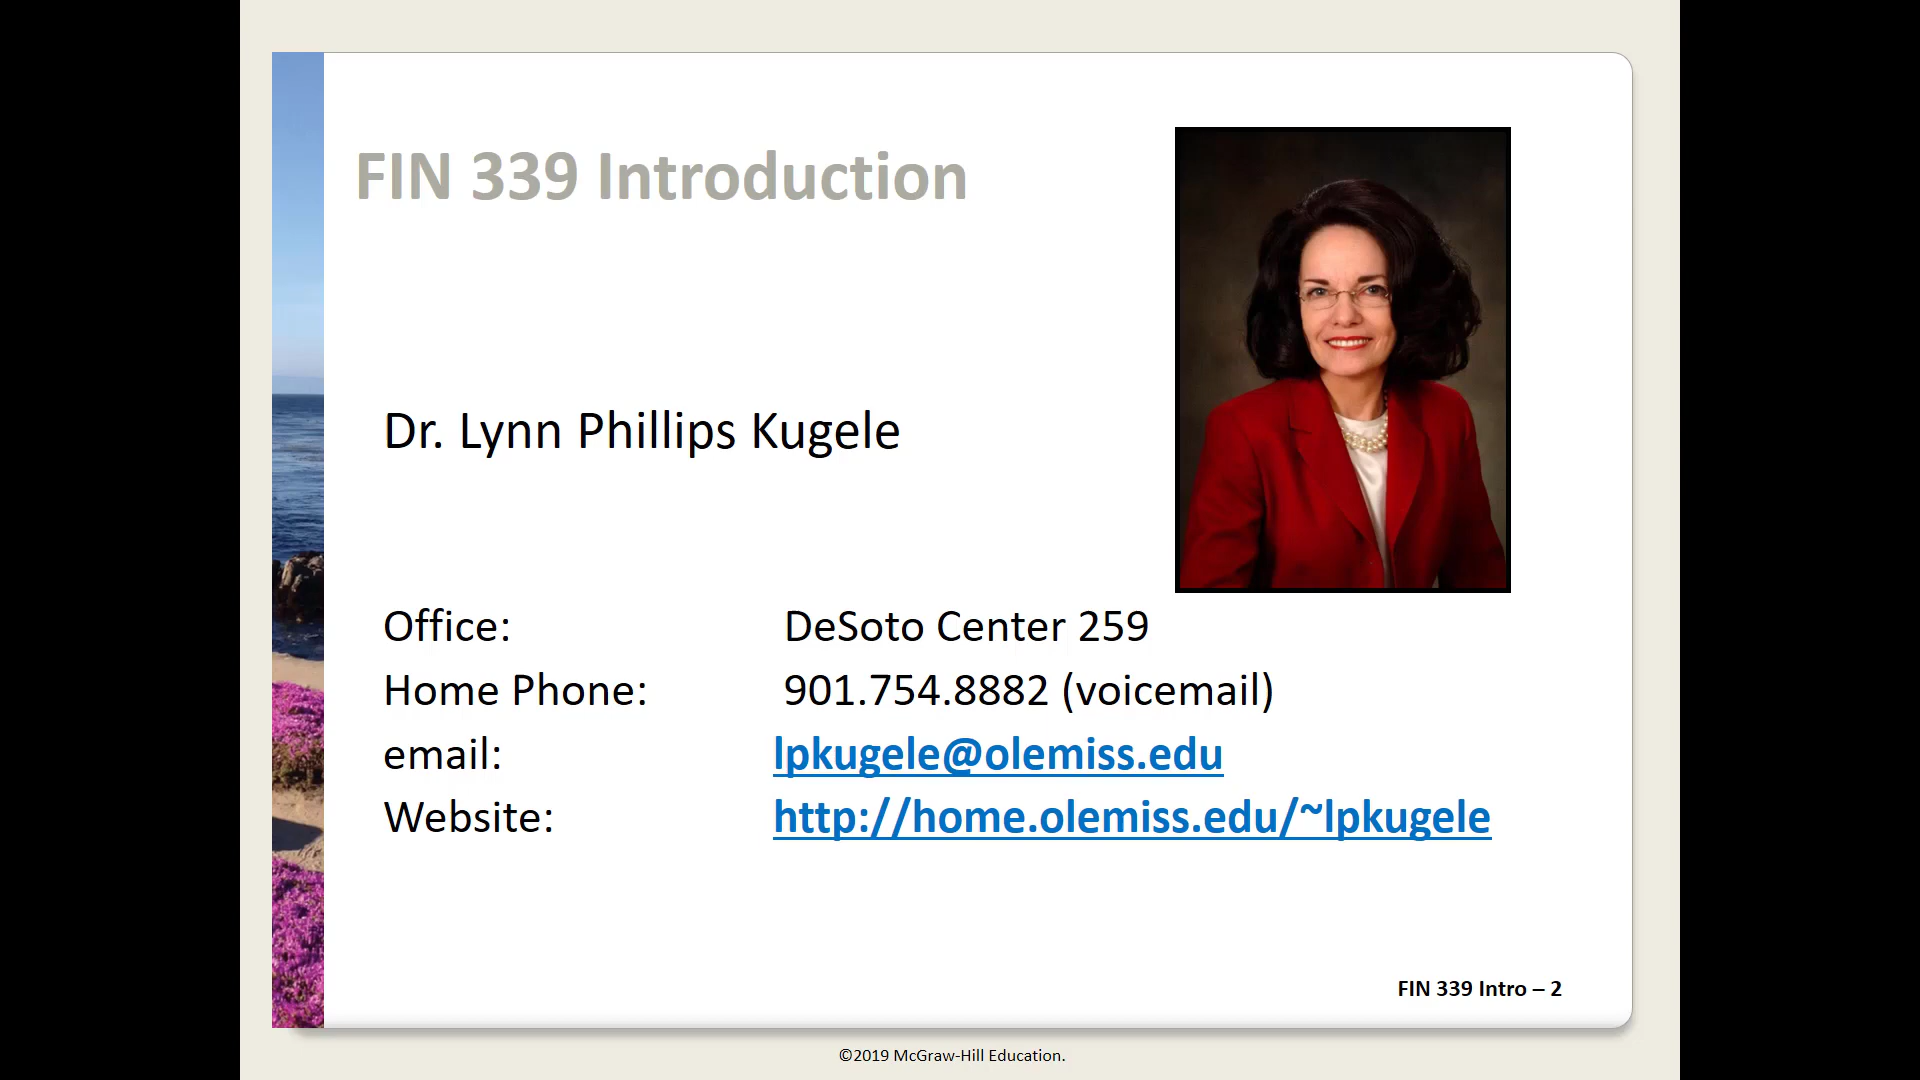 FIN 339 Introduction
Dr. Lynn Phillips Kugele
Office: DeSoto Center 259
Home Phone: 901.754.8882 (voicemail)
email: lpkugele@olemiss.edu
Website: http://home.olemiss.edu/~lpkugele
FIN 339 Intro – 2
©2019 McGraw-Hill Education.